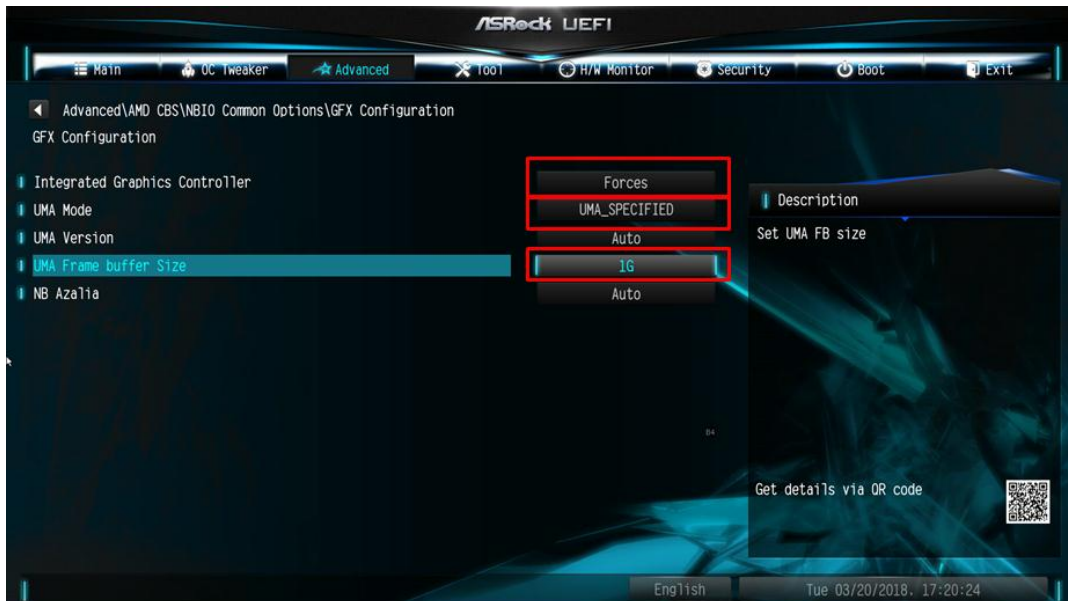 ASRock UEFI
Main OC Tweaker Advanced Tool H/W Monitor Security Boot Exit
Advanced\AMD CBS\NBIO Common Options\GFX Configuration
GFX Configuration
Integrated Graphics Controller Forces
UMA Mode UMA_SPECIFIED
UMA Version Auto
UMA Frame buffer Size 1G
NB Azalia Auto
Description
Set UMA FB size
B4
Get details via QR code
English Tue 03/20/2018. 17:20:24